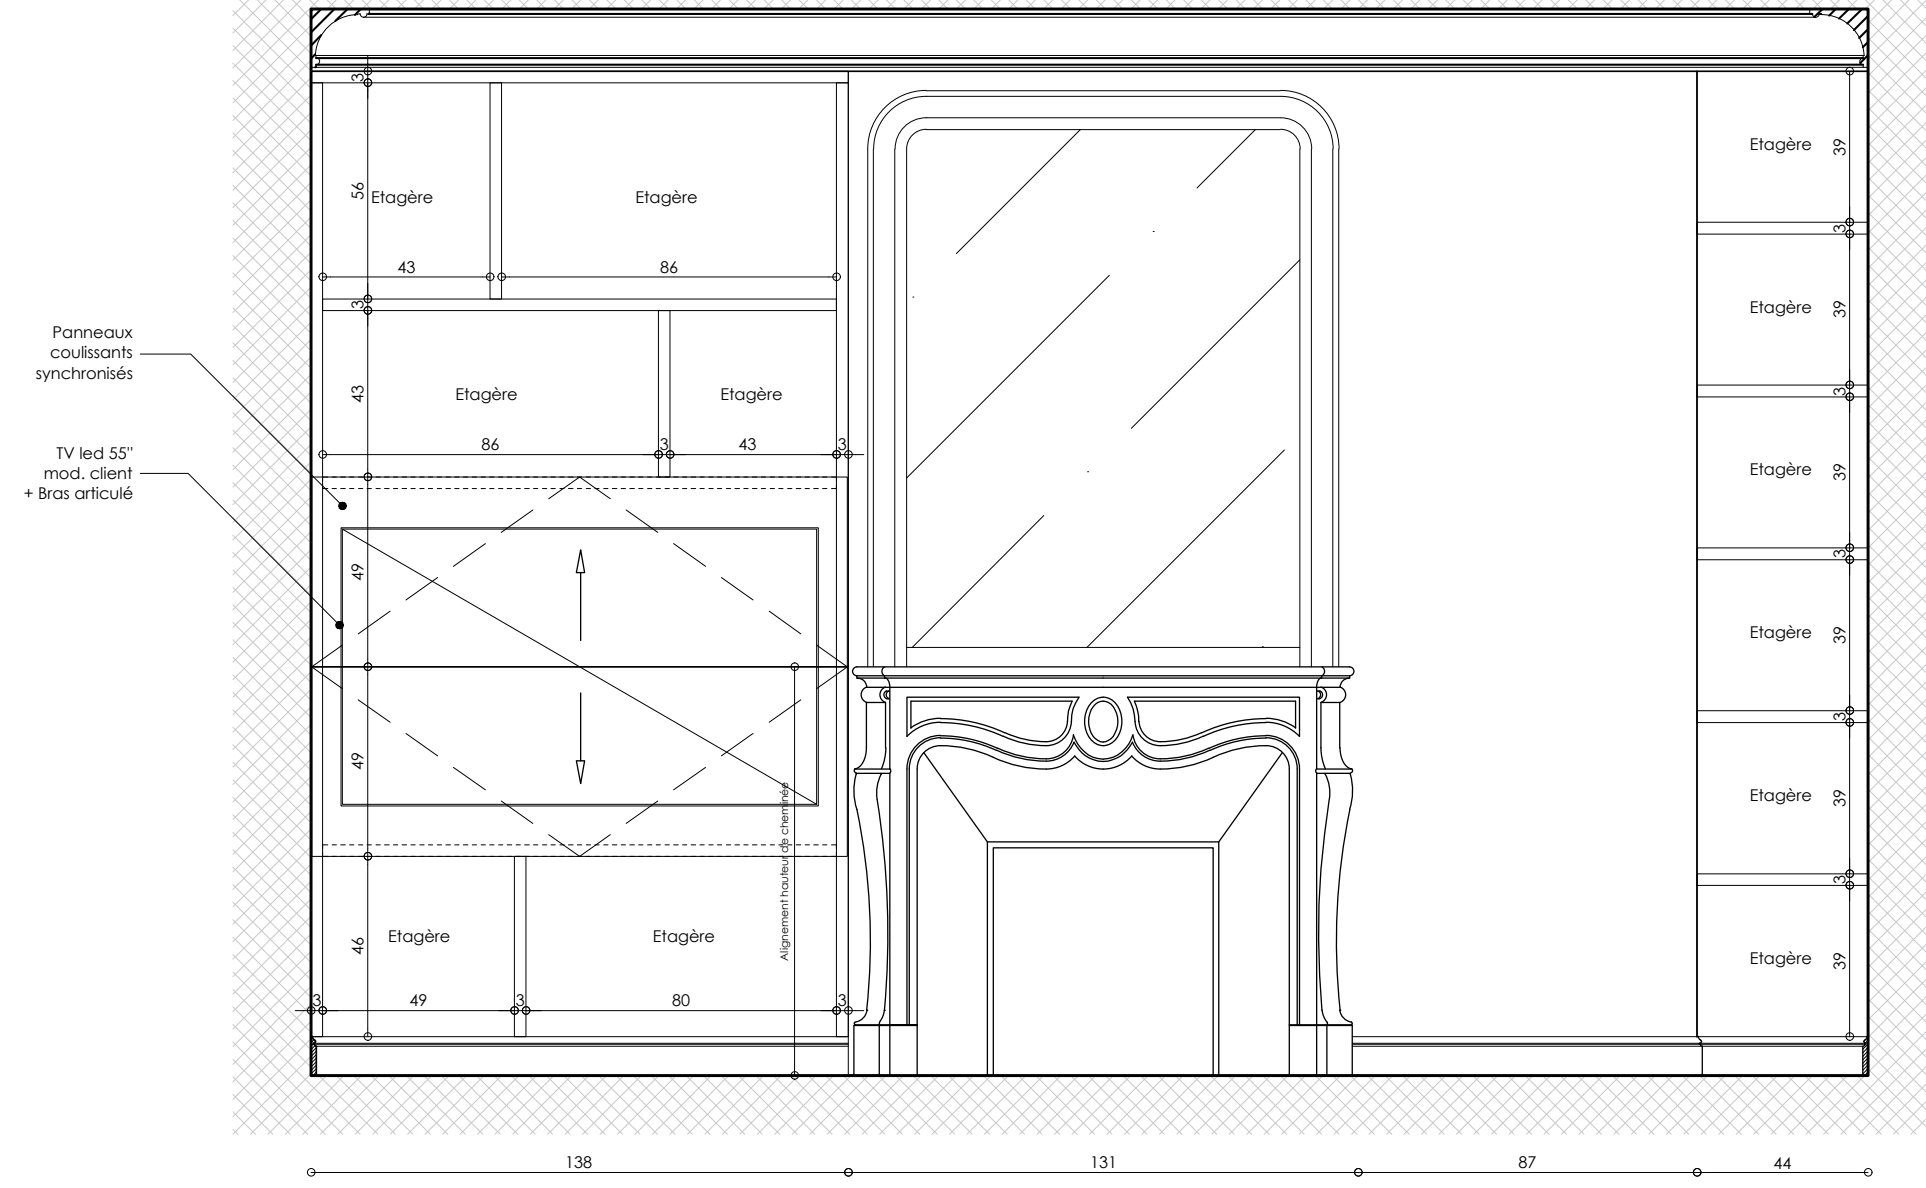 3
56
Etagère
Etagère
43
86
3
43
Etagère
Etagère
86
3
43
3
Panneaux
coulissants
synchronisés
TV led 55"
mod. client
+ Bras articulé
49
49
Alignement hauteur de cheminée
46
Etagère
Etagère
3
49
3
80
3
Etagère
39
3
Etagère
39
3
Etagère
39
3
Etagère
39
3
Etagère
39
3
Etagère
39
138
131
87
44